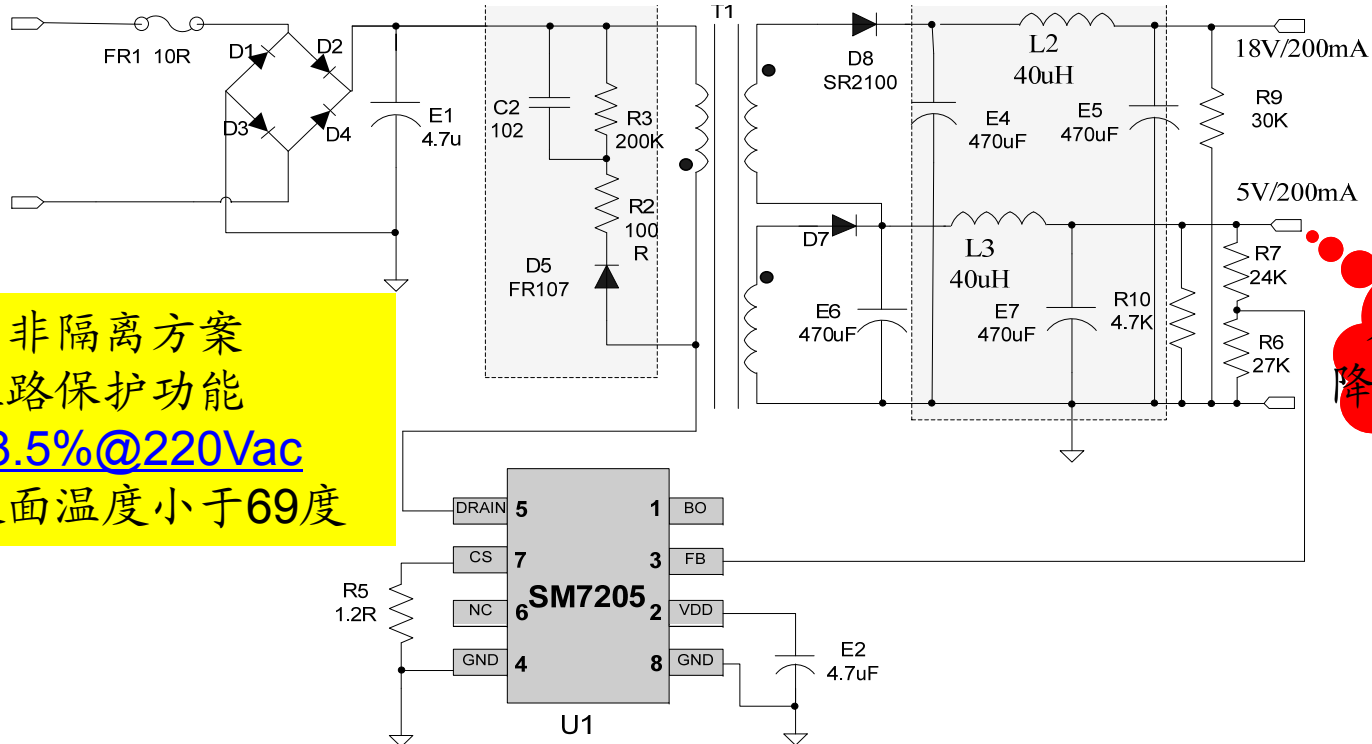 T1
FR1 10R
D1
D2
D3
D4
E1
4.7u
C2
102
R3
200K
R2
100
R
D5
FR107
D8
SR2100
L2
40uH
18V/200mA
E4
470uF
E5
470uF
R9
30K
5V/200mA
D7
L3
40uH
R7
24K
E6
470uF
E7
470uF
R10
4.7K
R6
27K
降
非隔离方案
路保护功能
3.5%@220Vac
面温度小于69度
DRAIN 5
1 BO
CS 7
3 FB
SM7205
NC 6
2 VDD
GND 4
8 GND
R5
1.2R
E2
4.7uF
U1